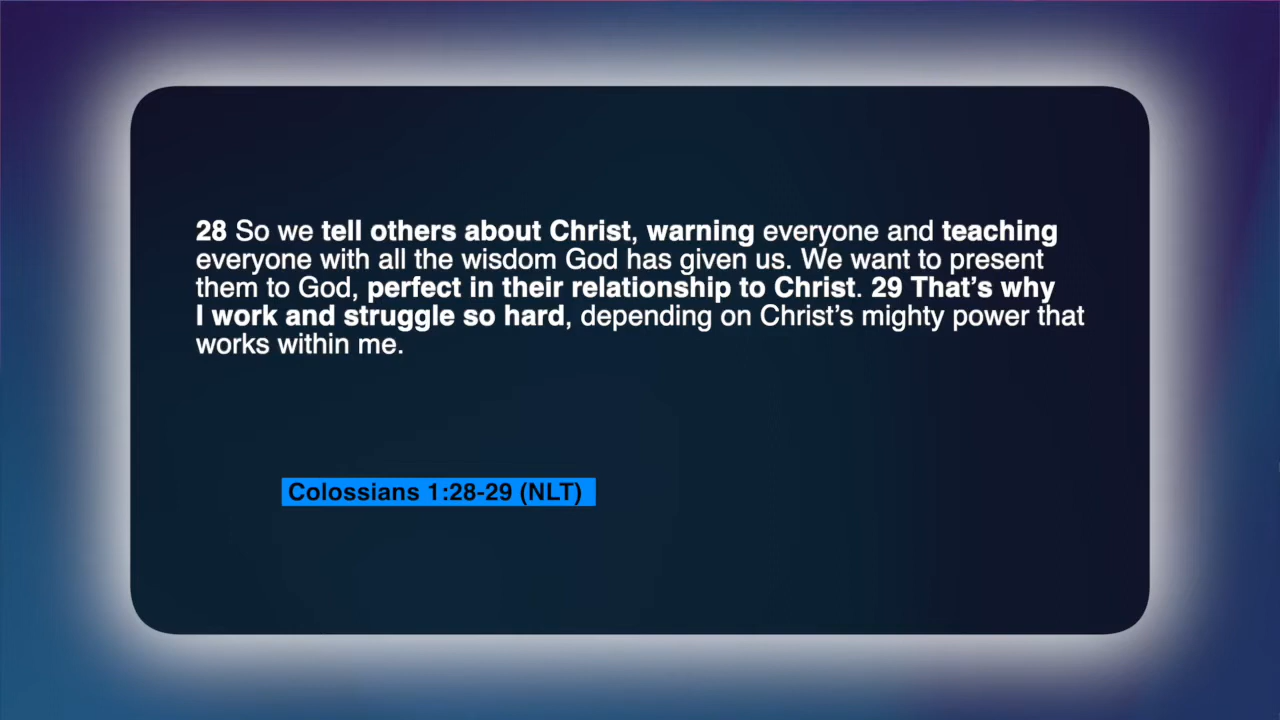 28 So we tell others about Christ, warning everyone and teaching
everyone with all the wisdom God has given us. We want to present
them to God, perfect in their relationship to Christ. 29 That’s why
I work and struggle so hard, depending on Christ’s mighty power that
works within me.
Colossians 1:28-29 (NLT)